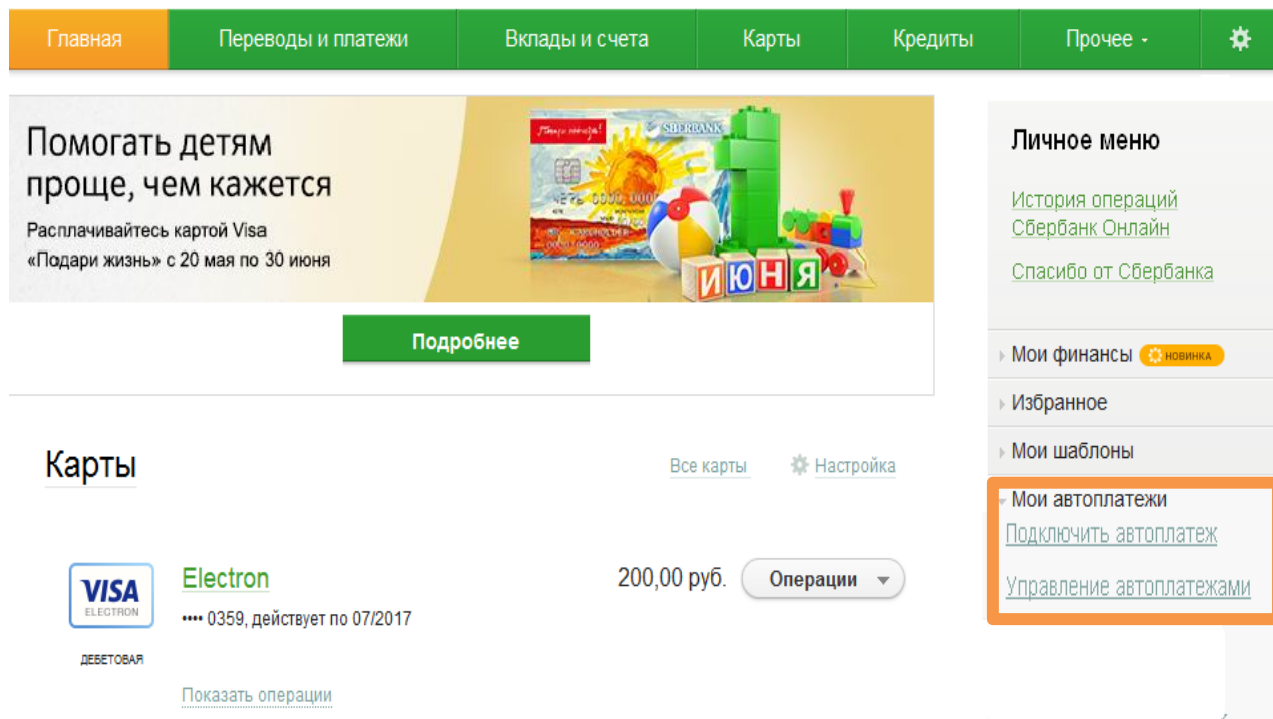 Главная
Переводы и платежи
Вклады и счета
Карты
Кредиты
Прочее
Помогать детям
проще, чем кажется
Расплачивайтесь картой Visa
«Подари жизнь» с 20 мая по 30 июня
Подари жизнь!
SBERBANK
ИЮНЯ
Подробнее
Карты
Все карты
Настройка
VISA
ELECTRON
ДЕБЕТОВАЯ
Electron
•••• 0359, действует по 07/2017
200,00 руб.
Операции
Показать операции
Личное меню
История операций
Сбербанк Онлайн
Спасибо от Сбербанка
Мои финансы НОВИНКА
Избранное
Мои шаблоны
Мои автоплатежи
Подключить автоплатеж
Управление автоплатежами